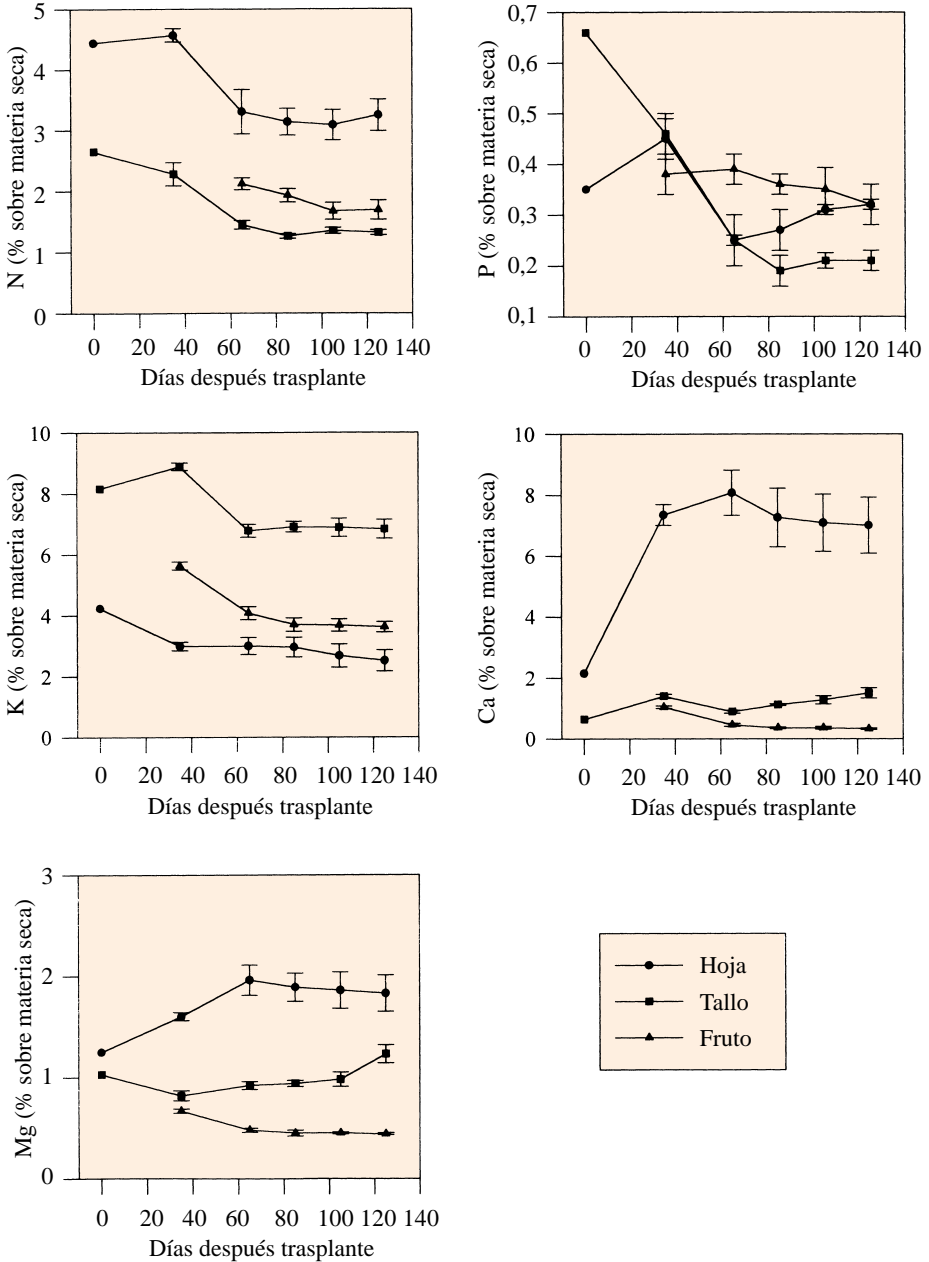 N (% sobre materia seca)
5
4
3
2
1
0
0 20 40 60 80 100 120 140
Días después trasplante
P (% sobre materia seca)
0,7
0,6
0,5
0,4
0,3
0,2
0,1
0 20 40 60 80 100 120 140
Días después trasplante
K (% sobre materia seca)
10
8
6
4
2
0
0 20 40 60 80 100 120 140
Días después trasplante
Ca (% sobre materia seca)
10
8
6
4
2
0
0 20 40 60 80 100 120 140
Días después trasplante
Mg (% sobre materia seca)
3
2
1
0
0 20 40 60 80 100 120 140
Días después trasplante
Hoja
Tallo
Fruto